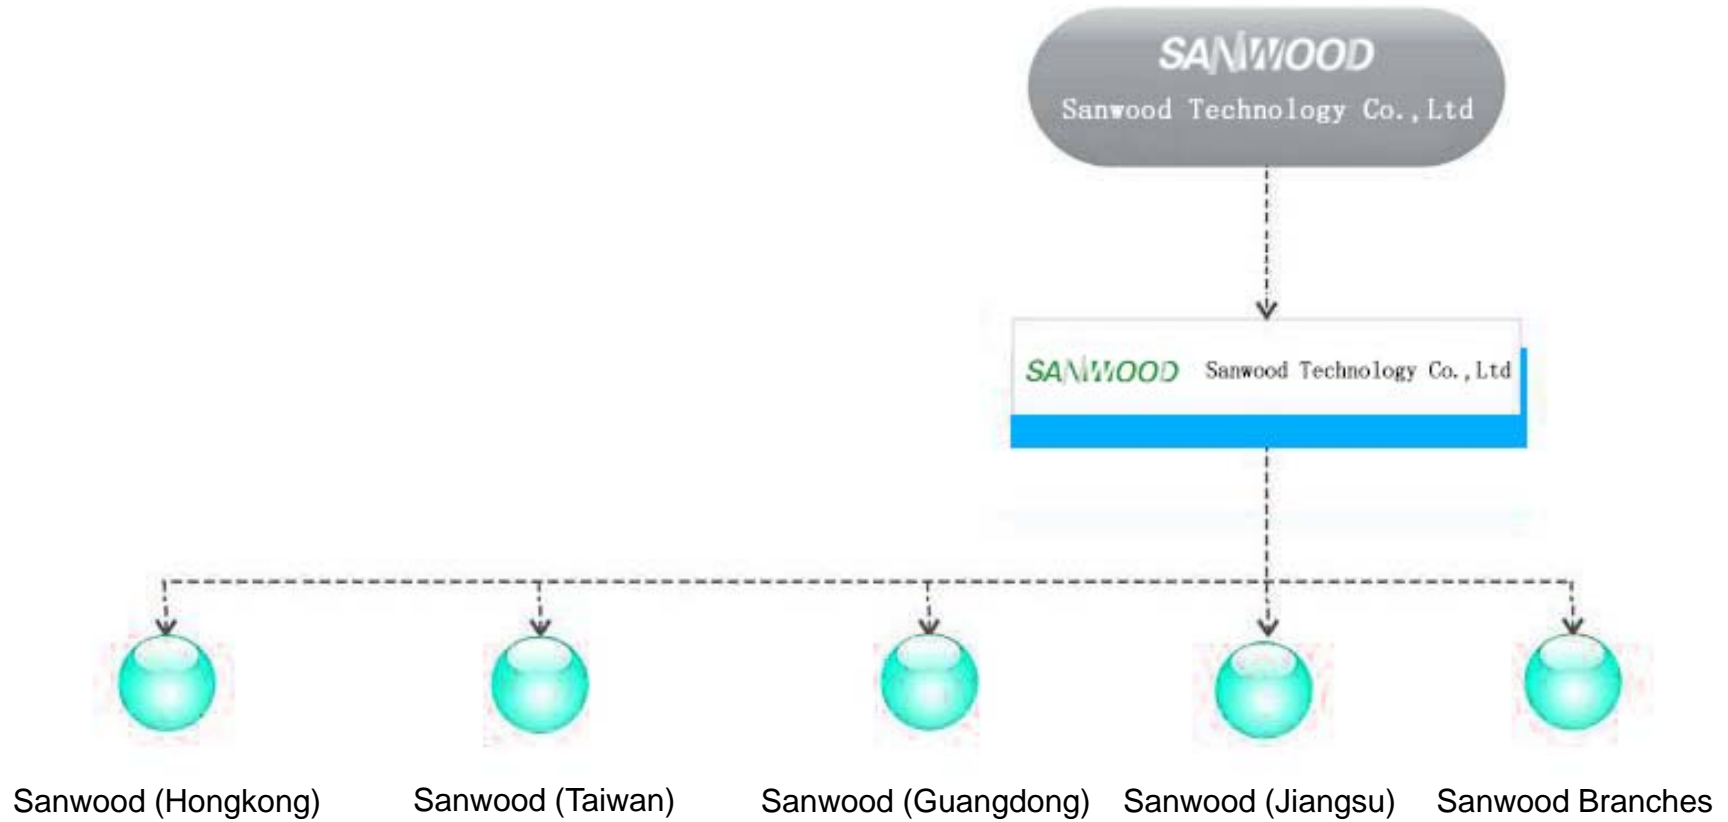 SANWOOD
Sanwood Technology Co.,Ltd
SANWOOD Sanwood Technology Co.,Ltd
Sanwood (Hongkong) Sanwood (Taiwan) Sanwood (Guangdong) Sanwood (Jiangsu) Sanwood Branches